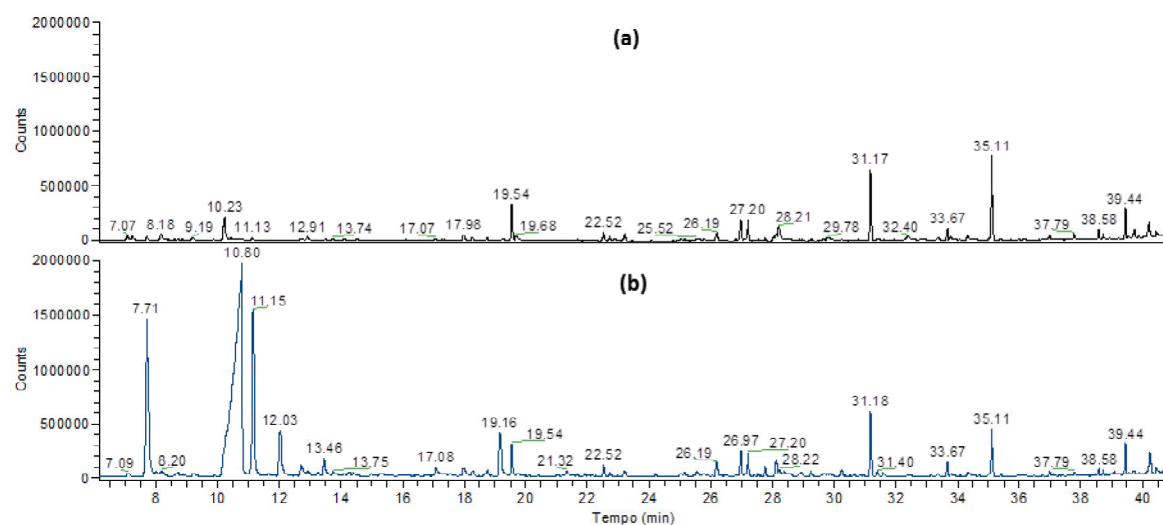 (a)
2000000
1500000
1000000
500000
0
Counts
7.07 8.18 9.19 10.23 11.13 12.91 13.74 17.07 17.98 19.54 19.68 22.52 25.52 26.19 27.20 28.21 29.78 31.17 32.40 33.67 35.11 37.79 38.58 39.44
(b)
2000000
1500000
1000000
500000
0
Counts
7.09 7.71 8.20 10.80 11.15 12.03 13.46 13.75 17.08 19.16 19.54 21.32 22.52 26.19 26.97 27.20 28.22 31.18 31.40 33.67 35.11 37.79 38.58 39.44
8 10 12 14 16 18 20 22 24 26 28 30 32 34 36 38 40
Tempo (min)